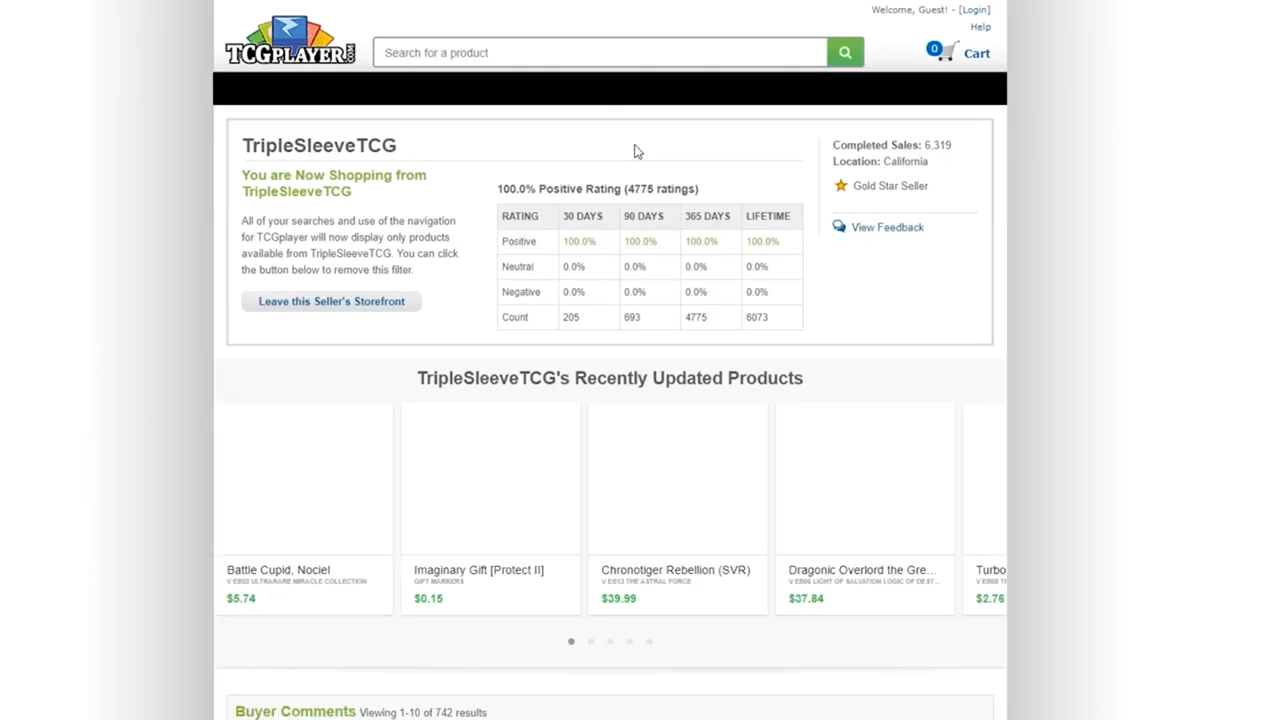 Welcome, Guest! - [Login]
Help
TCGPLAYER.COM
Search for a product
0
Cart
TripleSleeveTCG
You are Now Shopping from
TripleSleeveTCG
All of your searches and use of the navigation
for TCGplayer will now display only products
available from TripleSleeveTCG. You can click
the button below to remove this filter.
Leave this Seller's Storefront
100.0% Positive Rating (4775 ratings)
RATING 30 DAYS 90 DAYS 365 DAYS LIFETIME
Positive 100.0% 100.0% 100.0% 100.0%
Neutral 0.0% 0.0% 0.0% 0.0%
Negative 0.0% 0.0% 0.0% 0.0%
Count 205 693 4775 6073
Completed Sales: 6,319
Location: California
Gold Star Seller
View Feedback
TripleSleeveTCG's Recently Updated Products
Battle Cupid, Nociel
V EB03 ULTRARARE MIRACLE COLLECTION
$5.74
Imaginary Gift [Protect II]
GIFT MARKERS
$0.15
Chronotiger Rebellion (SVR)
V EB13 THE ASTRAL FORCE
$39.99
Dragonic Overlord the Gre...
LIGHT OF SALVATION LOGIC OF DEST...
$37.84
Turbo
$2.76
Buyer Comments Viewing 1-10 of 742 results